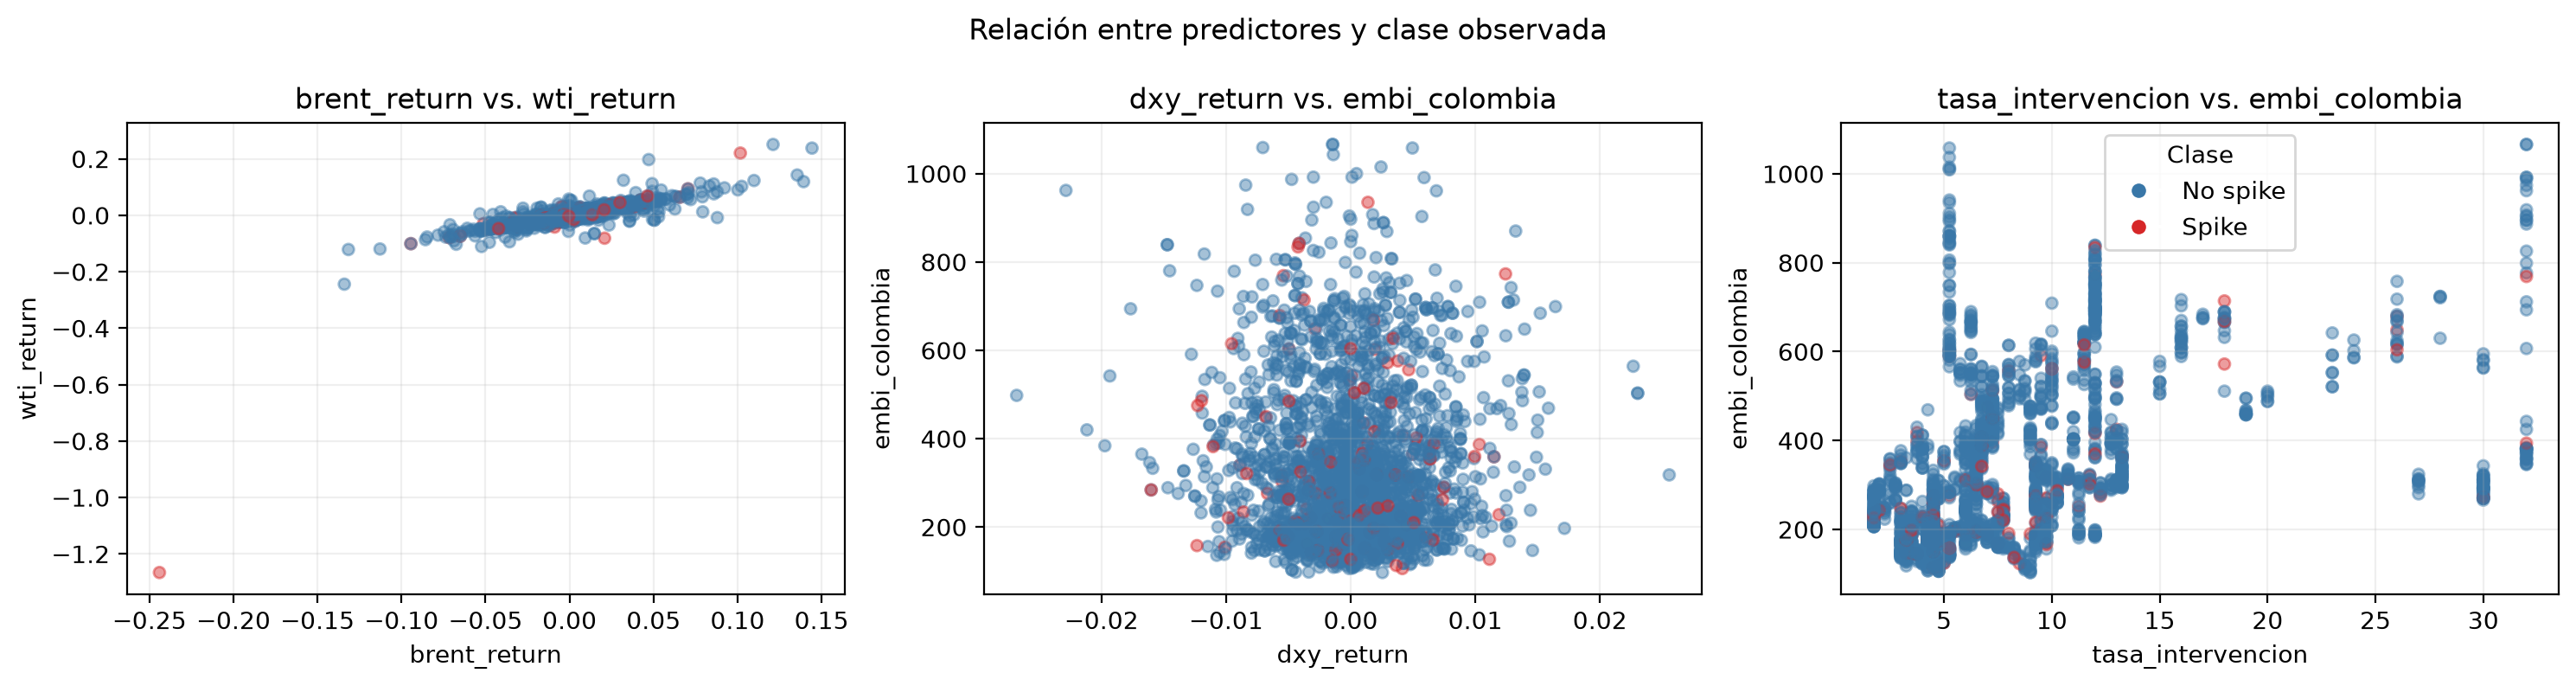 Relación entre predictores y clase observada
brent_return vs. wti_return
dxy_return vs. embi_colombia
tasa_intervencion vs. embi_colombia
wti_return
0.2
0.0
−0.2
−0.4
−0.6
−0.8
−1.0
−1.2
−0.25 −0.20 −0.15 −0.10 −0.05 0.00 0.05 0.10 0.15
brent_return
embi_colombia
1000
800
600
400
200
−0.02 −0.01 0.00 0.01 0.02
dxy_return
embi_colombia
1000
800
600
400
200
Clase
No spike
Spike
5 10 15 20 25 30
tasa_intervencion